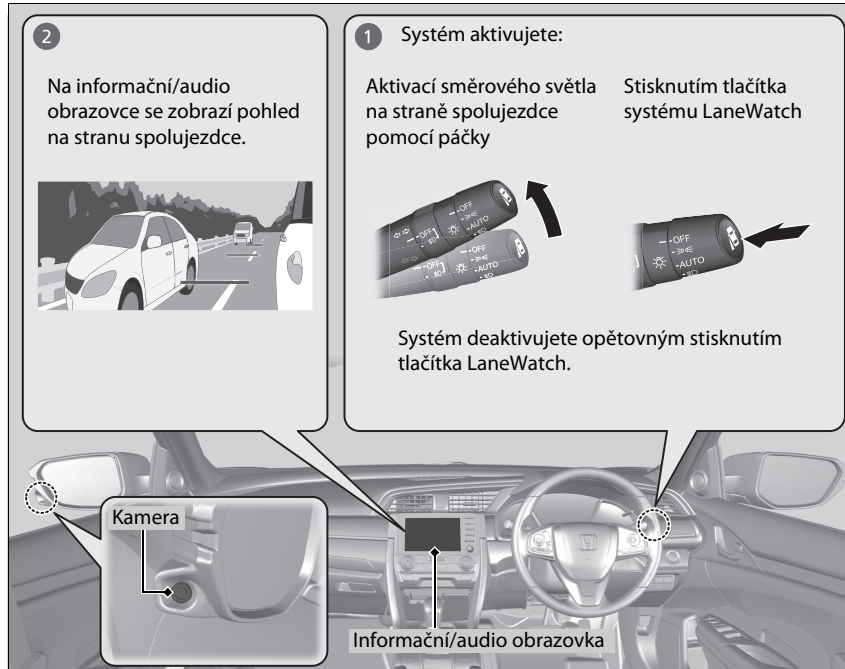 2
Na informační/audio
obrazovce se zobrazí pohled
na stranu spolujezdce.
1 Systém aktivujete:
Aktivací směrového světla
na straně spolujezdce
pomocí páčky
Stisknutím tlačítka
systému LaneWatch
OFF
AUTO
OFF
OFF
AUTO
OFF
AUTO
Systém deaktivujete opětovným stisknutím
tlačítka LaneWatch.
Kamera
Informační/audio obrazovka